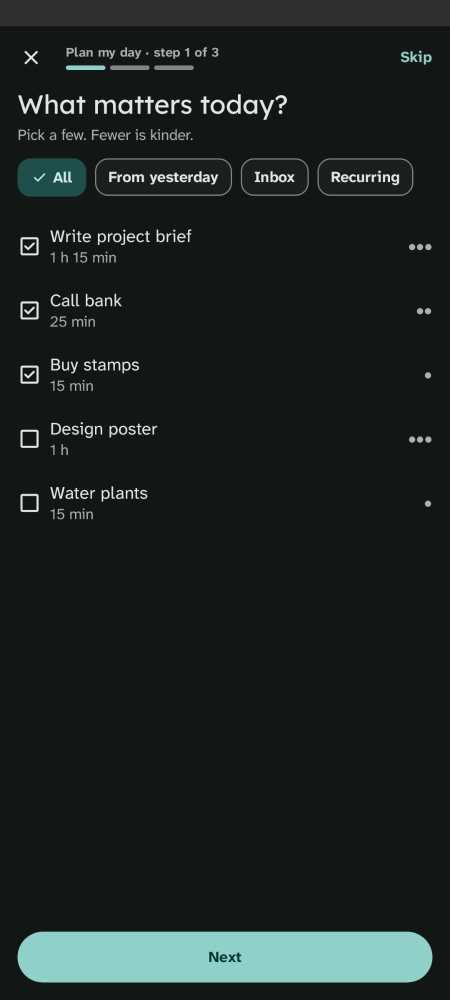 Plan my day · step 1 of 3
Skip
What matters today?
Pick a few. Fewer is kinder.
All
From yesterday
Inbox
Recurring
Write project brief
1 h 15 min
Call bank
25 min
Buy stamps
15 min
Design poster
1 h
Water plants
15 min
Next